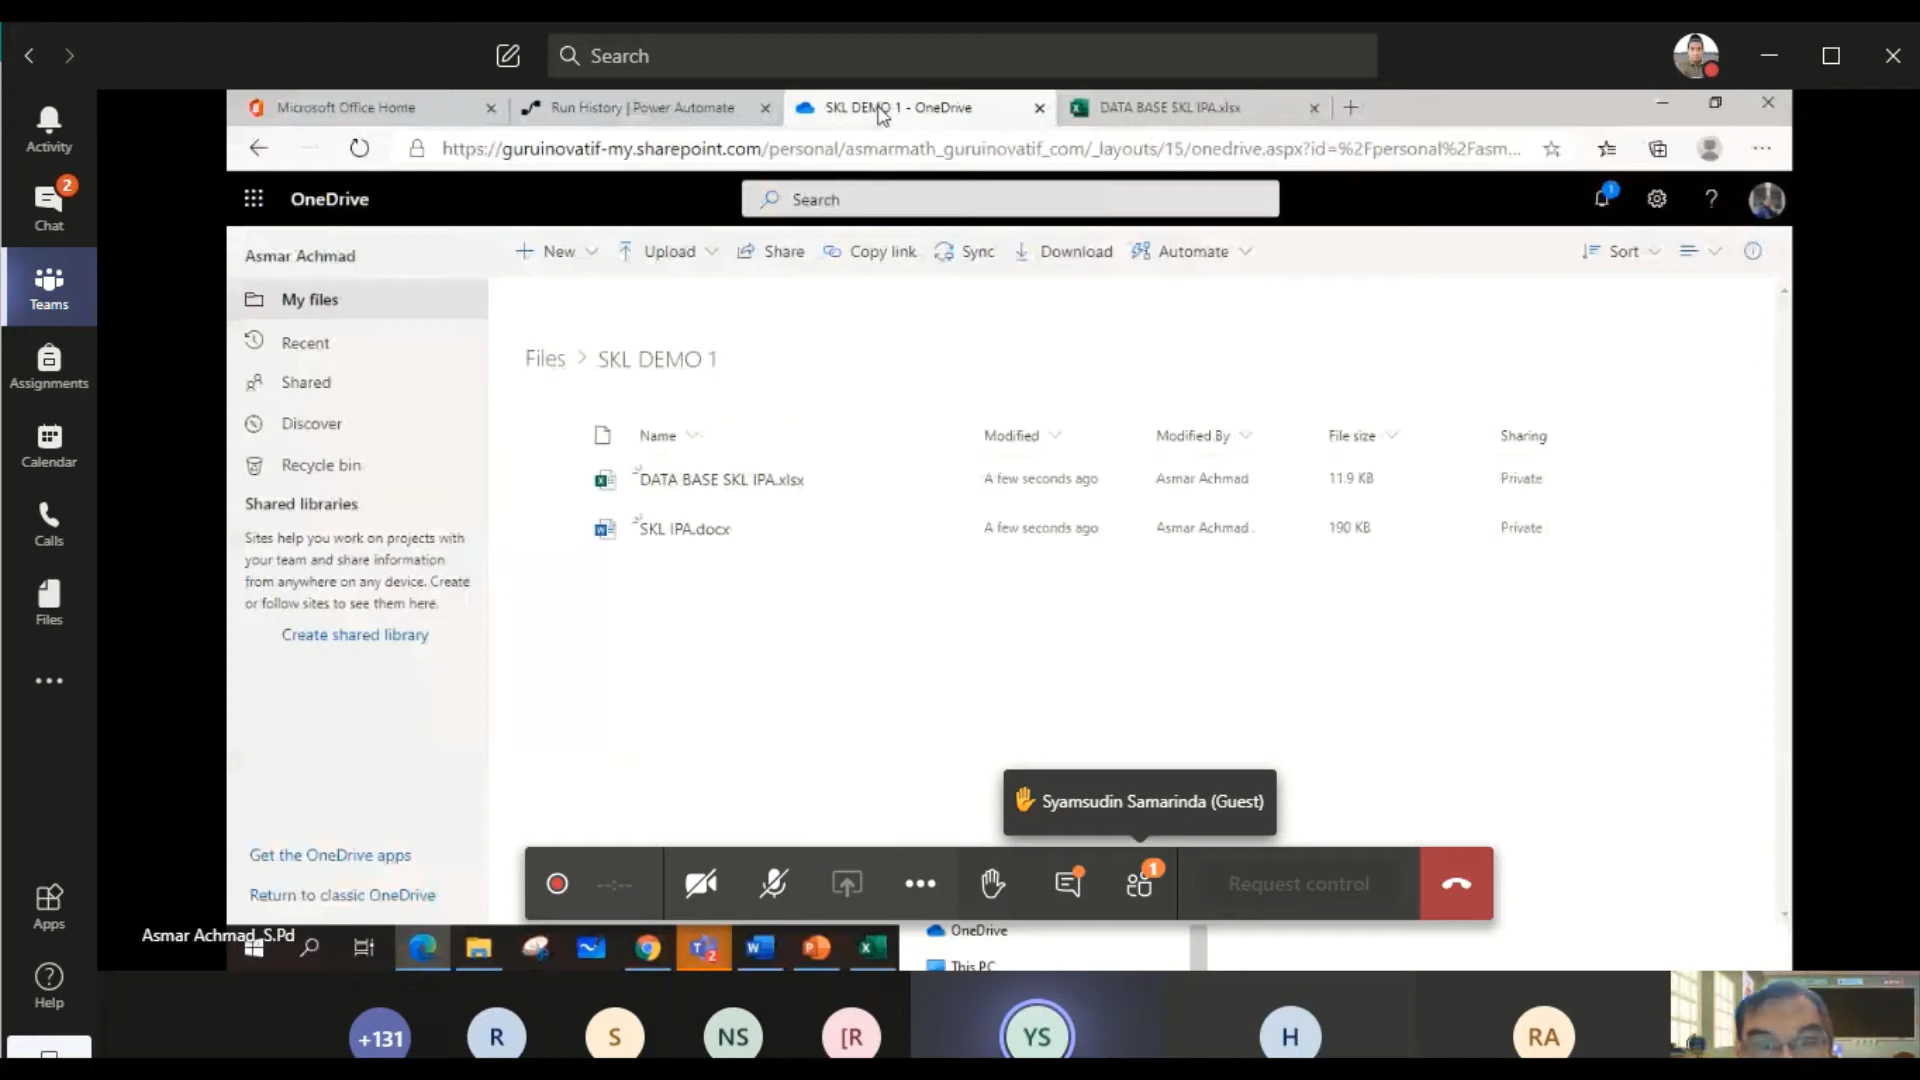 Search
Microsoft Office Home
Run History | Power Automate
SKL DEMO 1 - OneDrive
DATA BASE SKL IPA.xlsx
https://guruinovatif-my.sharepoint.com/personal/asmarmath_guruinovatif_com/_layouts/15/onedrive.aspx?id=%2Fpersonal%2Fasm...
Activity
2
Chat
Teams
Assignments
Calendar
Calls
Files
Apps
Help
OneDrive
Search
1
?
Asmar Achmad
New
Upload
Share
Copy link
Sync
Download
Automate
Sort
My files
Recent
Shared
Discover
Recycle bin
Shared libraries
Sites help you work on projects with
your team and share information
from anywhere on any device. Create
or follow sites to see them here.
Create shared library
Get the OneDrive apps
Return to classic OneDrive
Files > SKL DEMO 1
Name
Modified
Modified By
File size
Sharing
DATA BASE SKL IPA.xlsx
A few seconds ago
Asmar Achmad
11.9 KB
Private
SKL IPA.docx
A few seconds ago
Asmar Achmad
190 KB
Private
Syamsudin Samarinda (Guest)
--:--
1
Request control
Asmar Achmad, S.Pd
2
OneDrive
This PC
+131
R
S
NS
[R
YS
H
RA